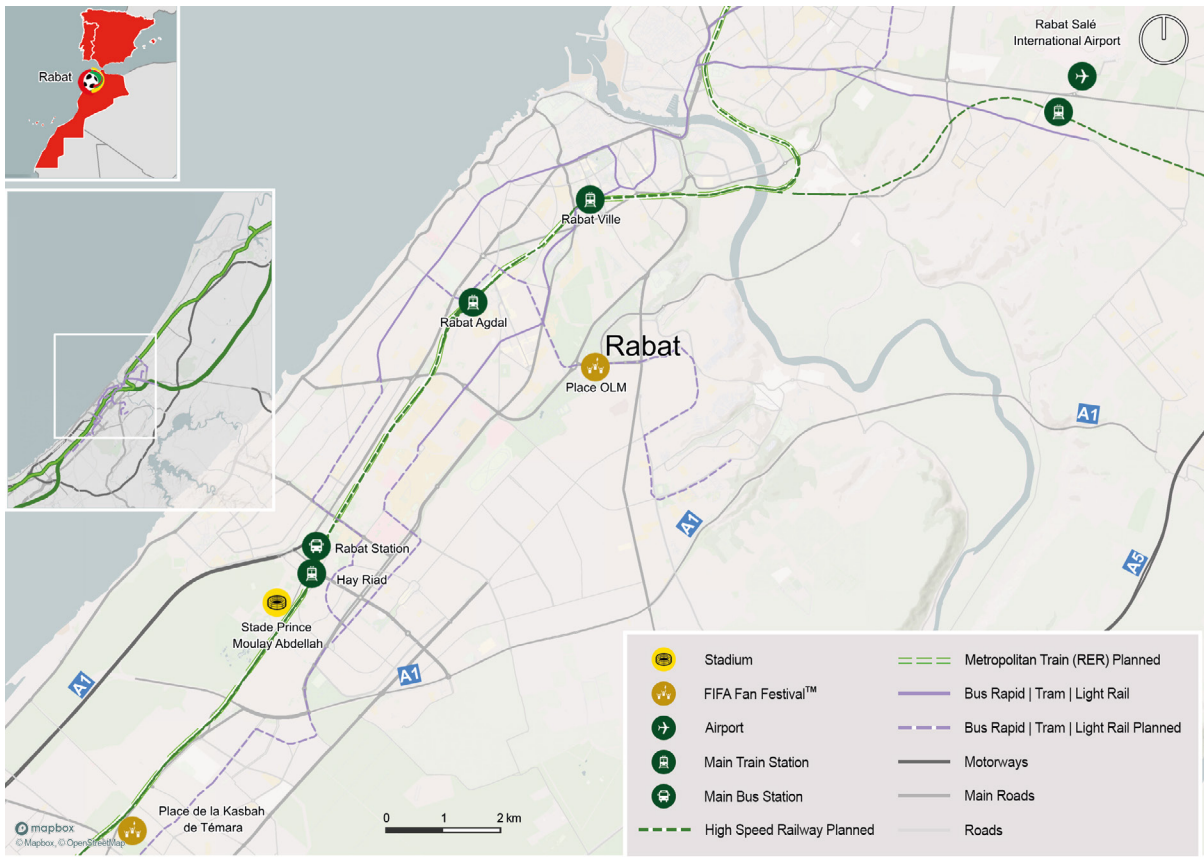 Rabat
Rabat Salé
International Airport
Rabat Ville
Rabat Agdal
Rabat
Place OLM
A1
A1
A5
Rabat Station
Hay Riad
Stade Prince
Moulay Abdellah
A1
A1
Place de la Kasbah
de Témara
0 1 2 km
mapbox
© Mapbox, © OpenStreetMap
Stadium
FIFA Fan Festival™
Airport
Main Train Station
Main Bus Station
High Speed Railway Planned
Metropolitan Train (RER) Planned
Bus Rapid | Tram | Light Rail
Bus Rapid | Tram | Light Rail Planned
Motorways
Main Roads
Roads